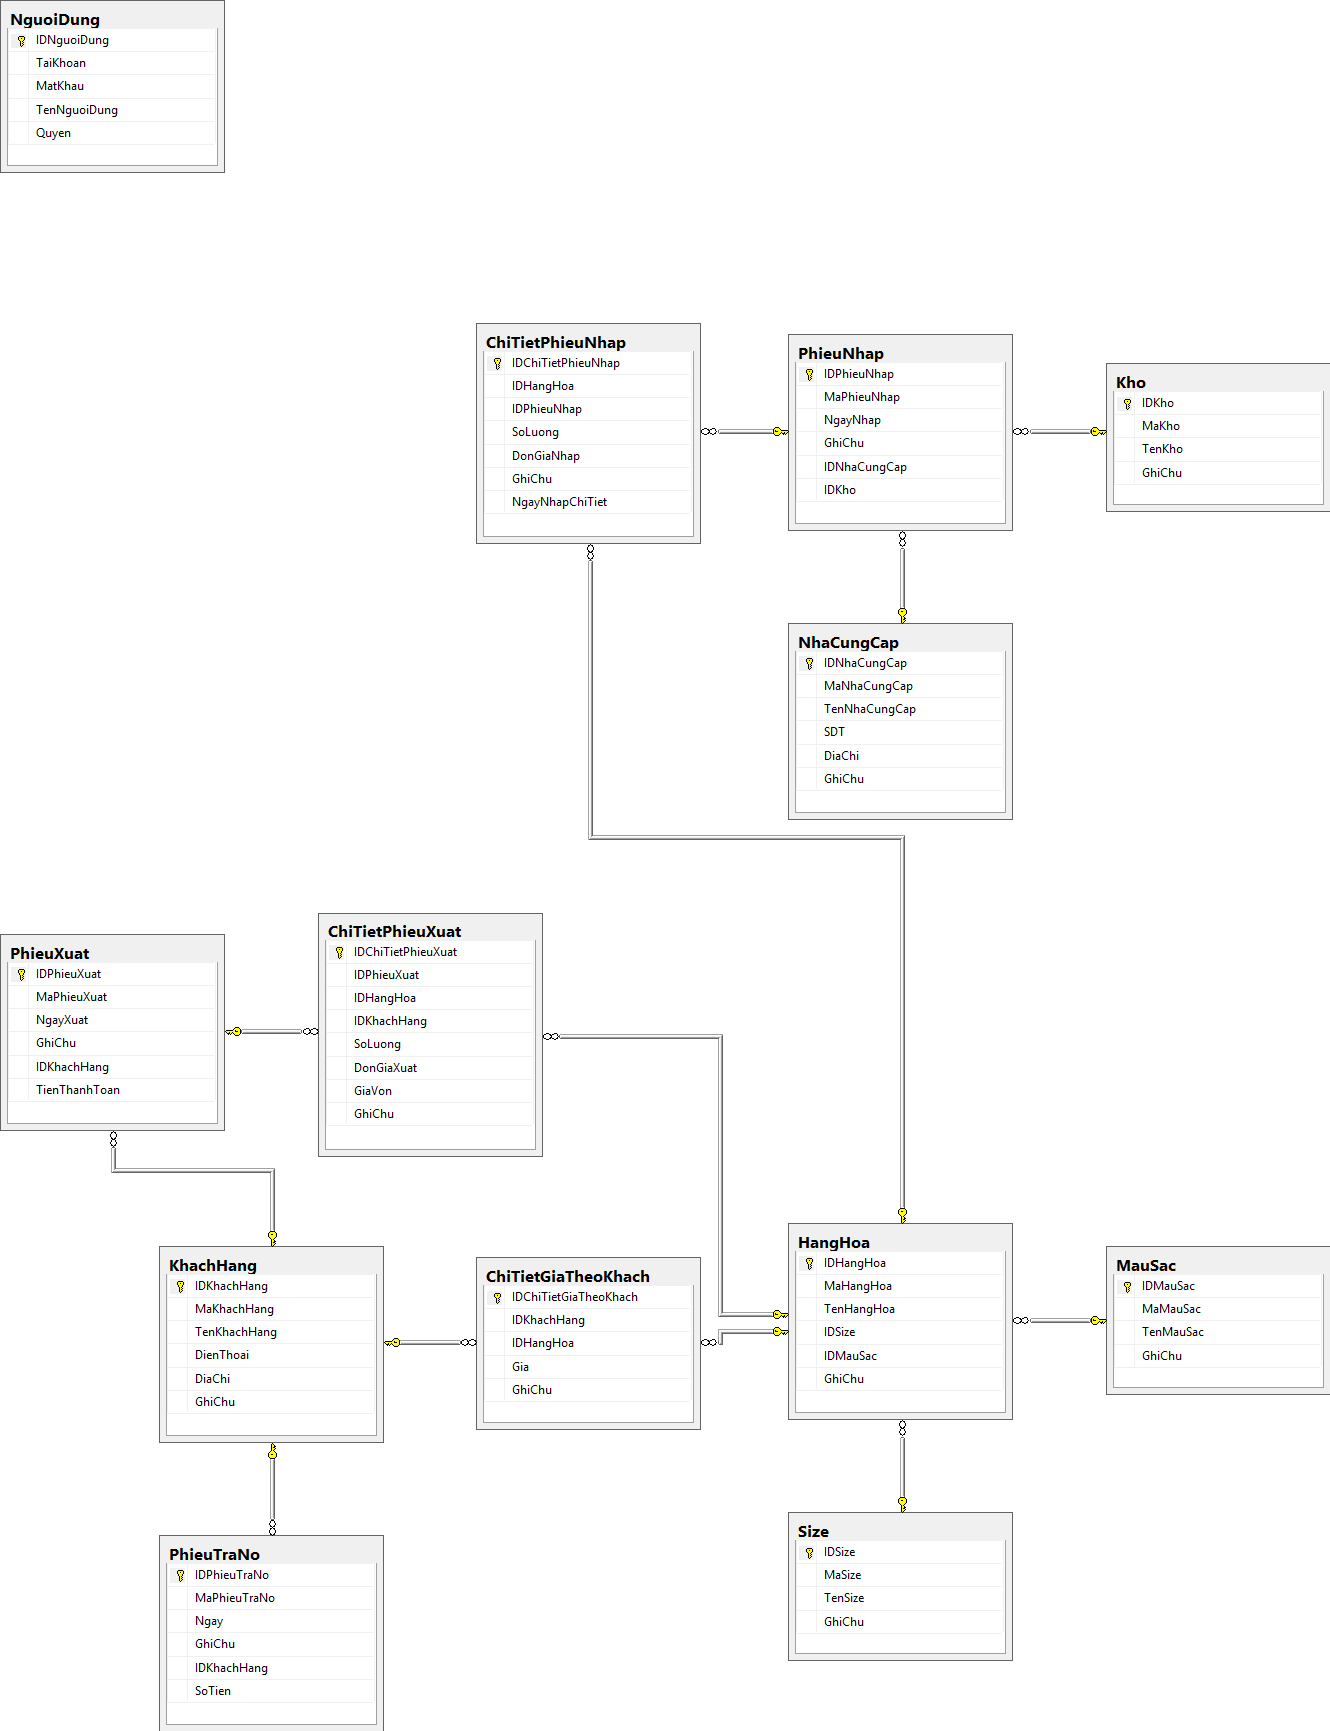 NguoiDung
IDNguoiDung
TaiKhoan
MatKhau
TenNguoiDung
Quyen
ChiTietPhieuNhap
IDChiTietPhieuNhap
IDHangHoa
IDPhieuNhap
SoLuong
DonGiaNhap
GhiChu
NgayNhapChiTiet
PhieuNhap
IDPhieuNhap
MaPhieuNhap
NgayNhap
GhiChu
IDNhaCungCap
IDKho
Kho
IDKho
MaKho
TenKho
GhiChu
NhaCungCap
IDNhaCungCap
MaNhaCungCap
TenNhaCungCap
SDT
DiaChi
GhiChu
PhieuXuat
IDPhieuXuat
MaPhieuXuat
NgayXuat
GhiChu
IDKhachHang
TienThanhToan
ChiTietPhieuXuat
IDChiTietPhieuXuat
IDPhieuXuat
IDHangHoa
IDKhachHang
SoLuong
DonGiaXuat
GiaVon
GhiChu
KhachHang
IDKhachHang
MaKhachHang
TenKhachHang
DienThoai
DiaChi
GhiChu
ChiTietGiaTheoKhach
IDChiTietGiaTheoKhach
IDKhachHang
IDHangHoa
Gia
GhiChu
HangHoa
IDHangHoa
MaHangHoa
TenHangHoa
IDSize
IDMauSac
GhiChu
MauSac
IDMauSac
MaMauSac
TenMauSac
GhiChu
PhieuTraNo
IDPhieuTraNo
MaPhieuTraNo
Ngay
GhiChu
IDKhachHang
SoTien
Size
IDSize
MaSize
TenSize
GhiChu